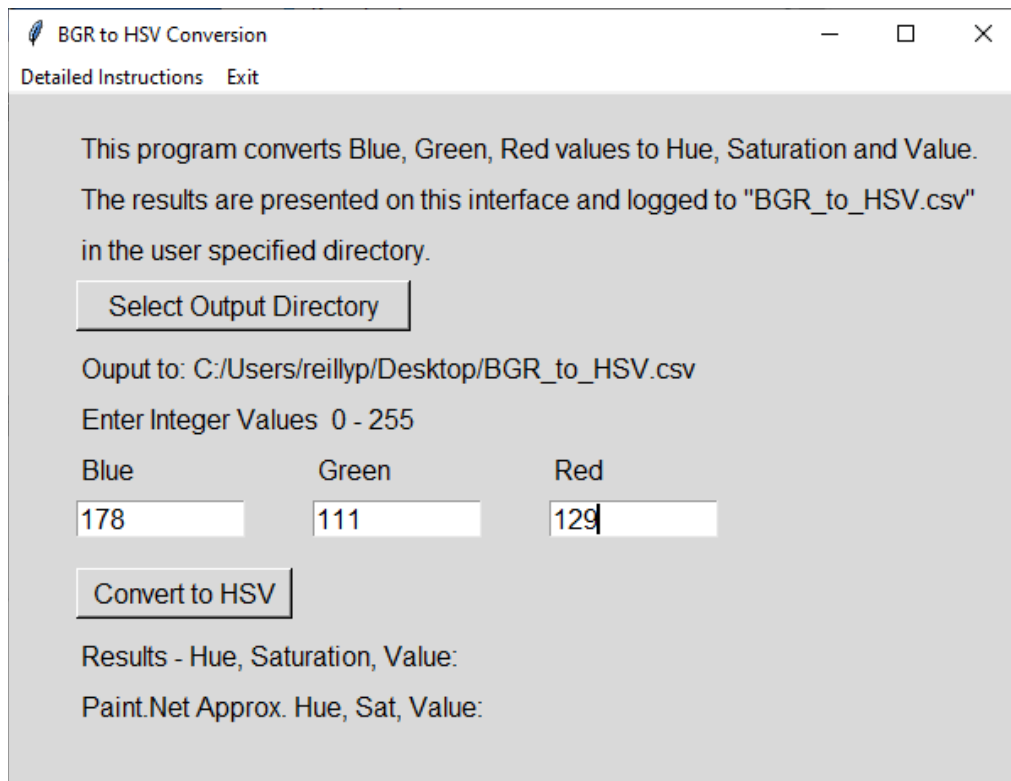 BGR to HSV Conversion
Detailed Instructions Exit
This program converts Blue, Green, Red values to Hue, Saturation and Value.
The results are presented on this interface and logged to "BGR_to_HSV.csv"
in the user specified directory.
Select Output Directory
Ouput to: C:/Users/reillyp/Desktop/BGR_to_HSV.csv
Enter Integer Values 0 - 255
Blue Green Red
178 111 129
Convert to HSV
Results - Hue, Saturation, Value:
Paint.Net Approx. Hue, Sat, Value: